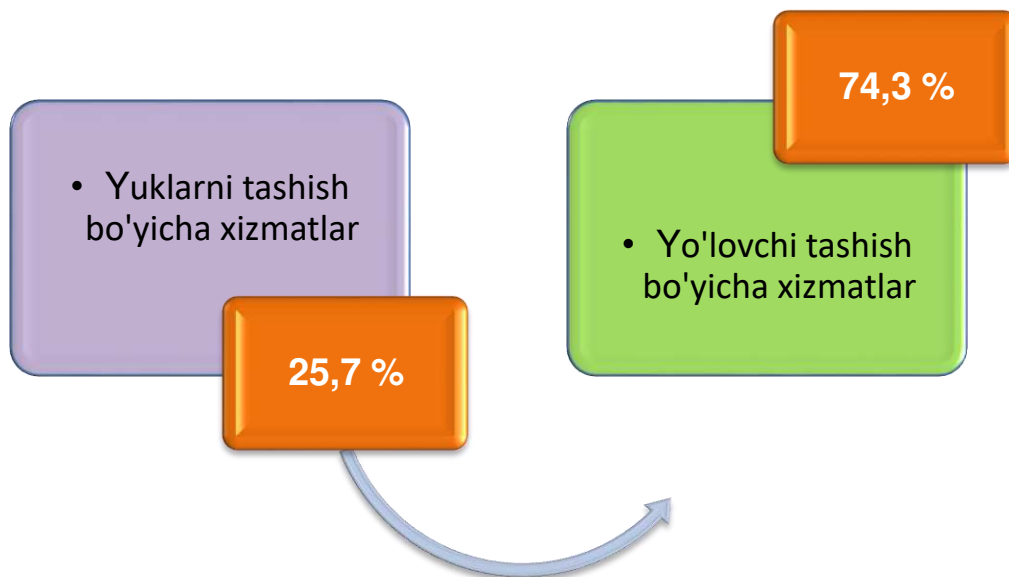 • Yuklarni tashish
bo'yicha xizmatlar
25,7 %
74,3 %
• Yo'lovchi tashish
bo'yicha xizmatlar